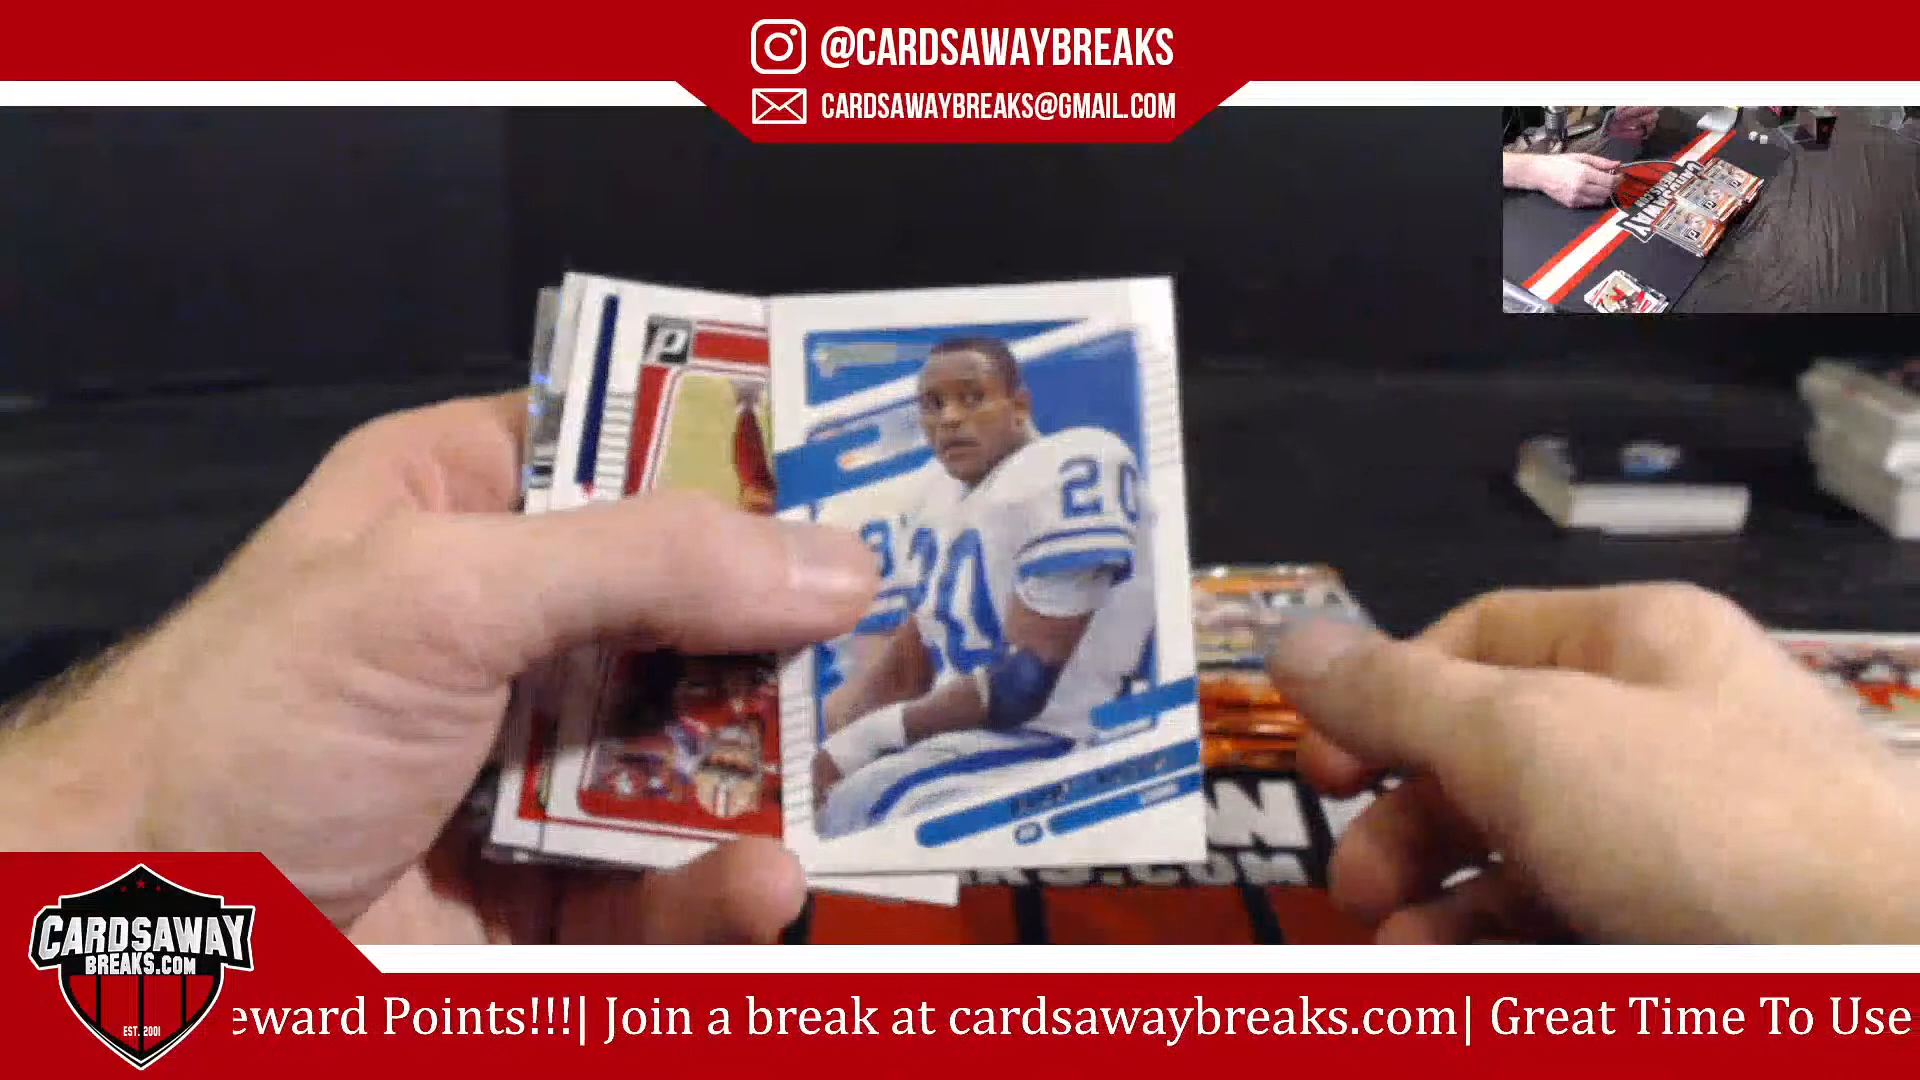 @CARDSAWAYBREAKS
CARDSAWAYBREAKS@GMAIL.COM
P
20
20
CARDSAWAY
BREAKS.COM
EST. 2001
eward Points!!!| Join a break at cardsawaybreaks.com| Great Time To Use